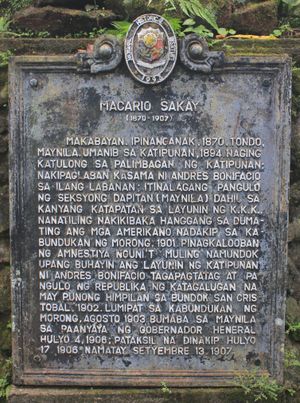 MACARIO SAKAY
(1870-1907)
MAKABAYAN. IPINANGANAK, 1870, TONDO,
MAYNILA. UMANIB SA KATIPUNAN, 1894. NAGING
KATULONG SA PALIMBAGAN NG KATIPUNAN;
NAKIPAGLABAN KASAMA NI ANDRES BONIFACIO
SA ILANG LABANAN; ITINALAGANG PANGULO
NG SEKSYONG DAPITAN (MAYNILA) DAHIL SA
KANYANG KATAPATAN SA LAYUNIN NG K.K.K.
NANATILING NAKIKIBAKA HANGGANG SA DUMA-
TING ANG MGA AMERIKANO NADAKIP SA KA-
BUNDUKAN NG MORONG, 1901. PINAGKALOOBAN
NG AMNESTIYA NGUNI'T MULING NAMUNDOK
UPANG BUHAYIN ANG LAYUNIN NG KATIPUNAN
NI ANDRES BONIFACIO. TAGAPAGTATAG AT PA-
NGULO NG REPUBLIKA NG KATAGALUGAN NA
MAY PUNONG HIMPILAN SA BUNDOK SAN CRIS-
TOBAL, 1902. LUMIPAT SA KABUNDUKAN NG
MORONG, AGOSTO 1903. BUMABA SA MAYNILA
SA PAANYAYA NG GOBERNADOR HENERAL
HULYO 4, 1906; PATAKSIL NA DINAKIP HULYO
17, 1906. NAMATAY, SETYEMBRE 13, 1907.